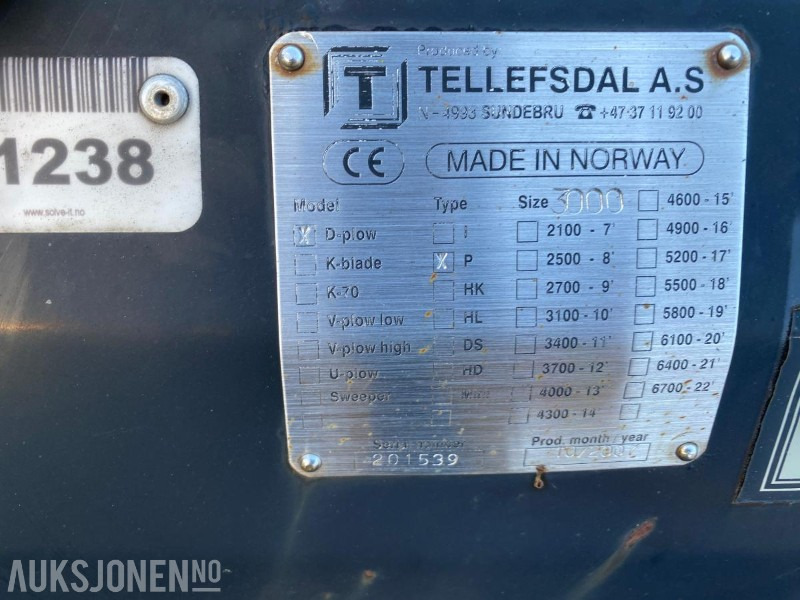 1238
www.solve-it.no
T
Produced by
TELLEFSDAL A.S
N - 4993 SUNDEBRU ☎ +47 37 11 92 00
CE
MADE IN NORWAY
Model Type Size 3000 4600 - 15'
X D-plow I 2100 - 7' 4900 - 16'
K-blade X P 2500 - 8' 5200 - 17'
K-70 HK 2700 - 9' 5500 - 18'
V-plow low HL 3100 - 10' 5800 - 19'
V-plow high DS 3400 - 11' 6100 - 20'
U-plow HD 3700 - 12' 6400 - 21'
Sweeper 4000 - 13' 6700 - 22'
4300 - 14'
Serial number Prod. month / year
201539
AUKSJONEN.NO